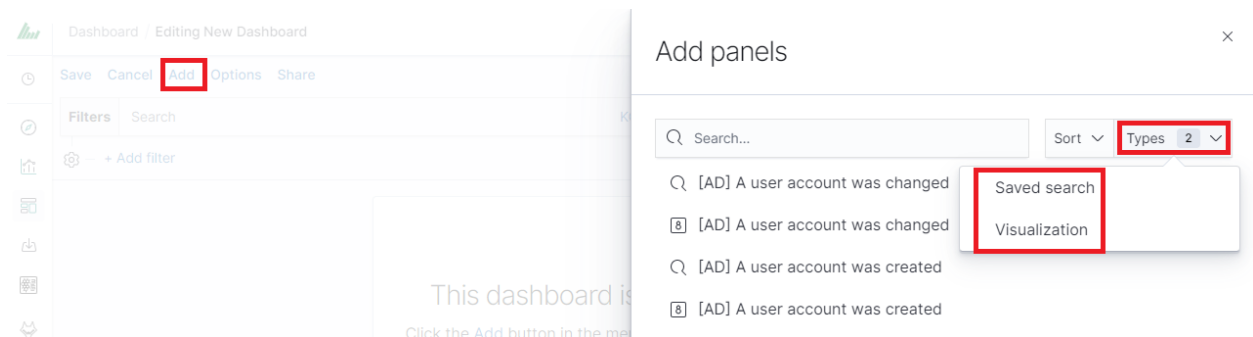 Dashboard / Editing New Dashboard
Save Cancel Add Options Share
Filters Search
+ Add filter
This dashboard is
Click the Add button in the
Add panels
Search...
Sort
Types 2
Saved search
Visualization
[AD] A user account was changed
8 [AD] A user account was changed
[AD] A user account was created
8 [AD] A user account was created